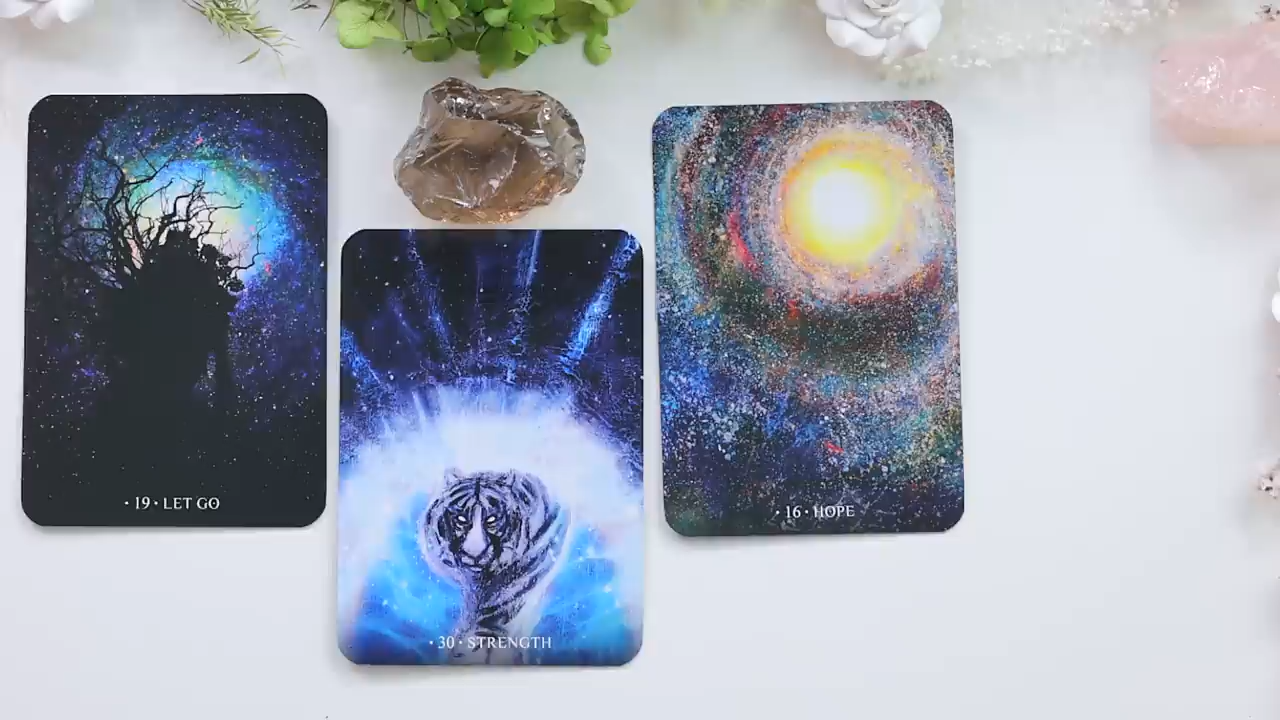 • 19 • LET GO
• 30 • STRENGTH
• 16 • HOPE